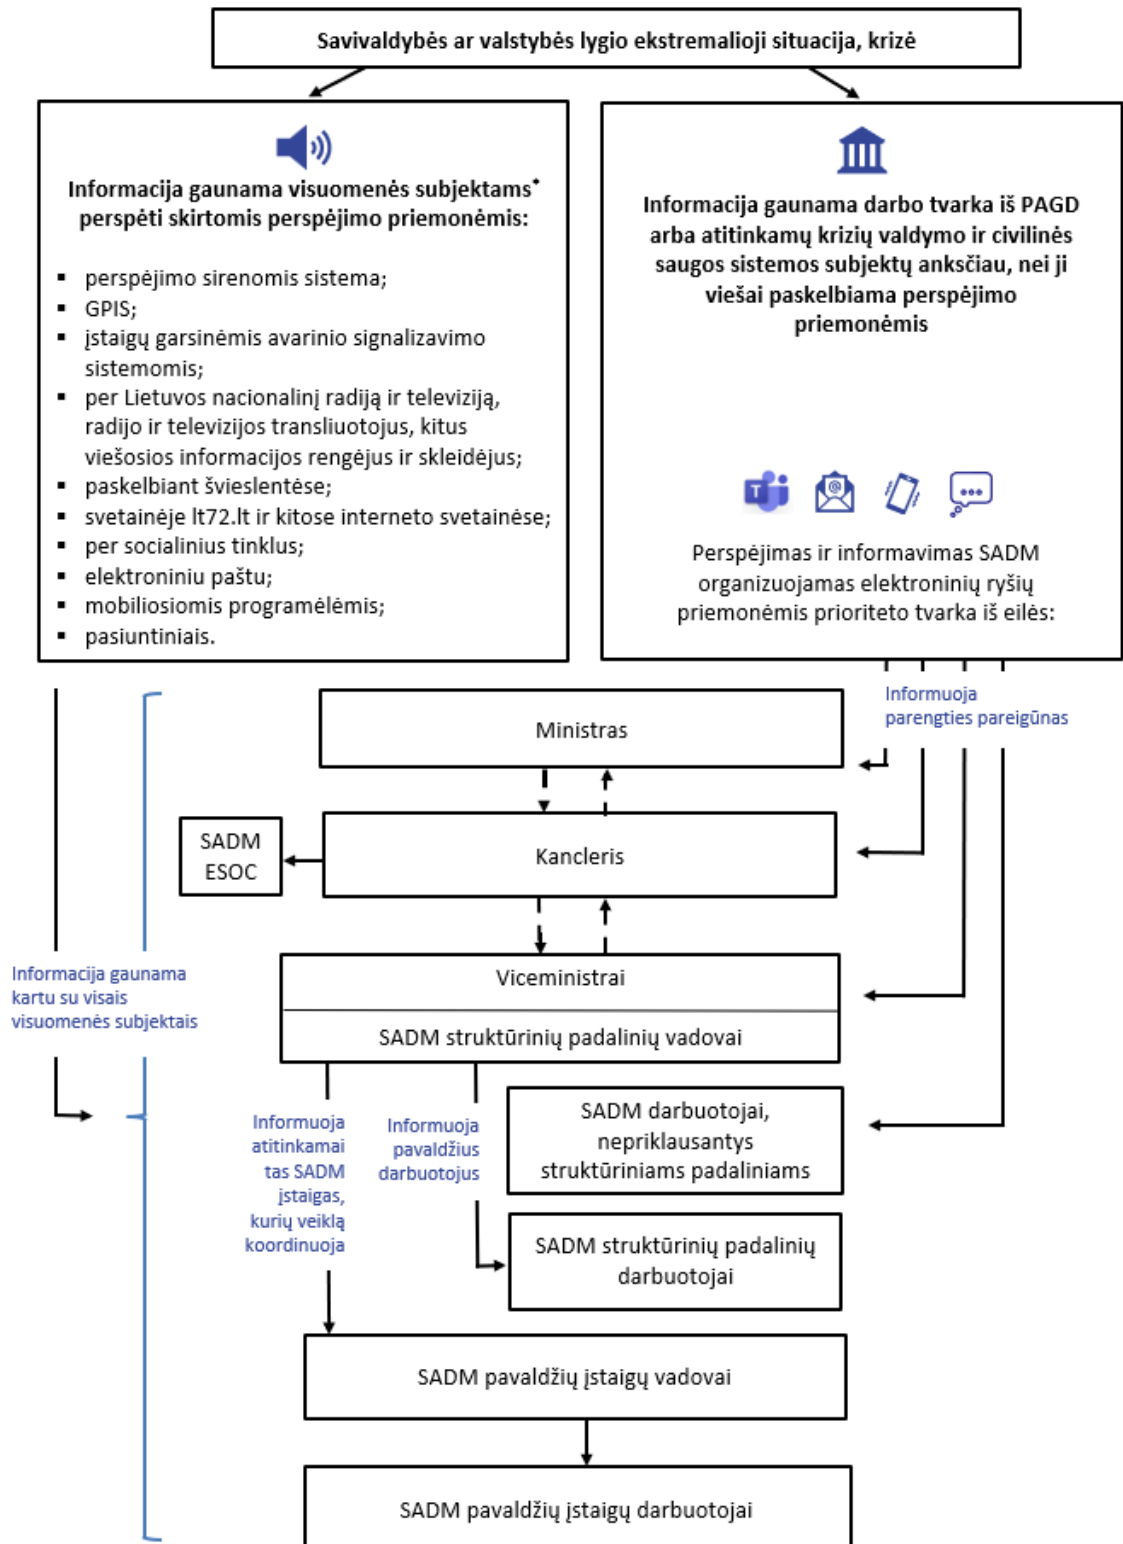 Savivaldybės ar valstybės lygio ekstremalioji situacija, krizė
Informacija gaunama visuomenės subjektams*
perspėti skirtomis perspėjimo priemonėmis:
▪ perspėjimo sirenomis sistema;
▪ GPIS;
▪ įstaigų garsinėmis avarinio signalizavimo
sistemomis;
▪ per Lietuvos nacionalinį radiją ir televiziją,
radijo ir televizijos transliuotojus, kitus
viešosios informacijos rengėjus ir skleidėjus;
▪ paskelbiant švieslentėse;
▪ svetainėje lt72.lt ir kitose interneto svetainėse;
▪ per socialinius tinklus;
▪ elektroniniu paštu;
▪ mobiliosiomis programėlėmis;
▪ pasiuntiniais.
Informacija gaunama darbo tvarka iš PAGD
arba atitinkamų krizių valdymo ir civilinės
saugos sistemos subjektų anksčiau, nei ji
viešai paskelbiama perspėjimo
priemonėmis
T
@
Perspėjimas ir informavimas SADM
organizuojamas elektroninių ryšių
priemonėmis prioriteto tvarka iš eilės:
Informuoja
parengties pareigūnas
Ministras
Kancleris
SADM
ESOC
Viceministrai
SADM struktūrinių padalinių vadovai
Informacija gaunama
kartu su visais
visuomenės subjektais
Informuoja
atitinkamai
tas SADM
įstaigas,
kurių veiklą
koordinuoja
Informuoja
pavaldžius
darbuotojus
SADM darbuotojai,
nepriklausantys
struktūriniams padaliniams
SADM struktūrinių padalinių
darbuotojai
SADM pavaldžių įstaigų vadovai
SADM pavaldžių įstaigų darbuotojai